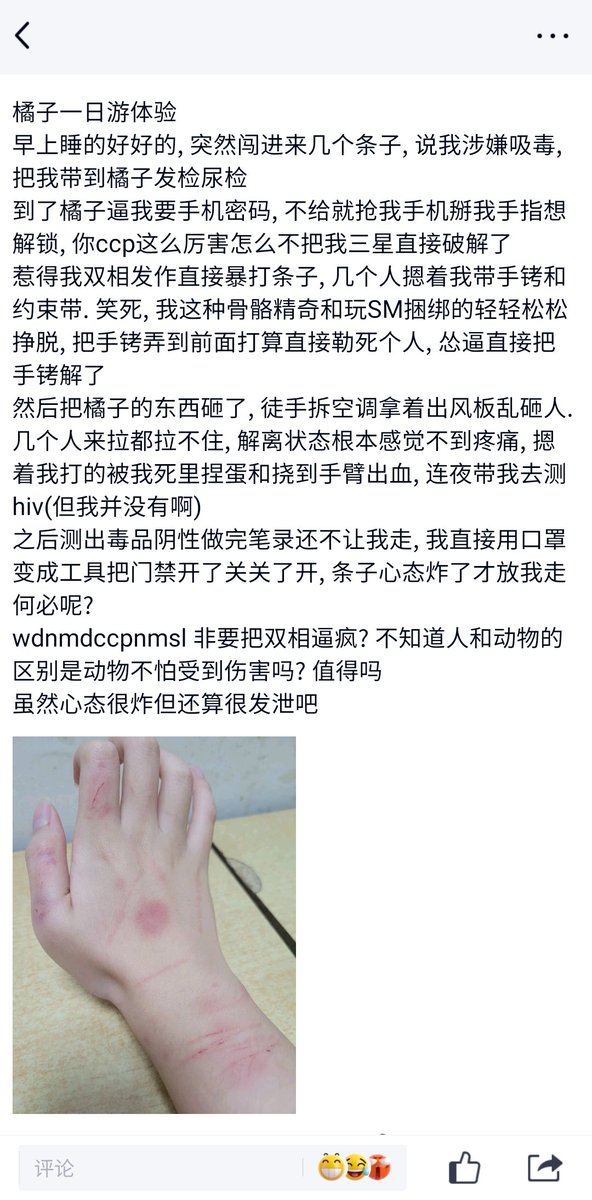 橘子一日游体验
早上睡的好好的, 突然闯进来几个条子, 说我涉嫌吸毒,
把我带到橘子发检尿检
到了橘子逼我要手机密码, 不给就抢我手机掰我手指想
解锁, 你ccp这么厉害怎么不把我三星直接破解了
惹得我双相发作直接暴打条子, 几个人摁着我带手铐和
约束带. 笑死, 我这种骨骼精奇和玩SM捆绑的轻轻松松
挣脱, 把手铐弄到前面打算直接勒死个人, 怂逼直接把
手铐解了
然后把橘子的东西砸了, 徒手拆空调拿着出风板乱砸人.
几个人来拉都拉不住, 解离状态根本感觉不到疼痛, 摁
着我打的被我死里捏蛋和挠到手臂出血, 连夜带我去测
hiv(但我并没有啊)
之后测出毒品阴性做完笔录还不让我走, 我直接用口罩
变成工具把门禁开了关关了开, 条子心态炸了才放我走
何必呢?
wdnmdccpnmsl 非要把双相逼疯? 不知道人和动物的
区别是动物不怕受到伤害吗? 值得吗
虽然心态很炸但还算很发泄吧
评论